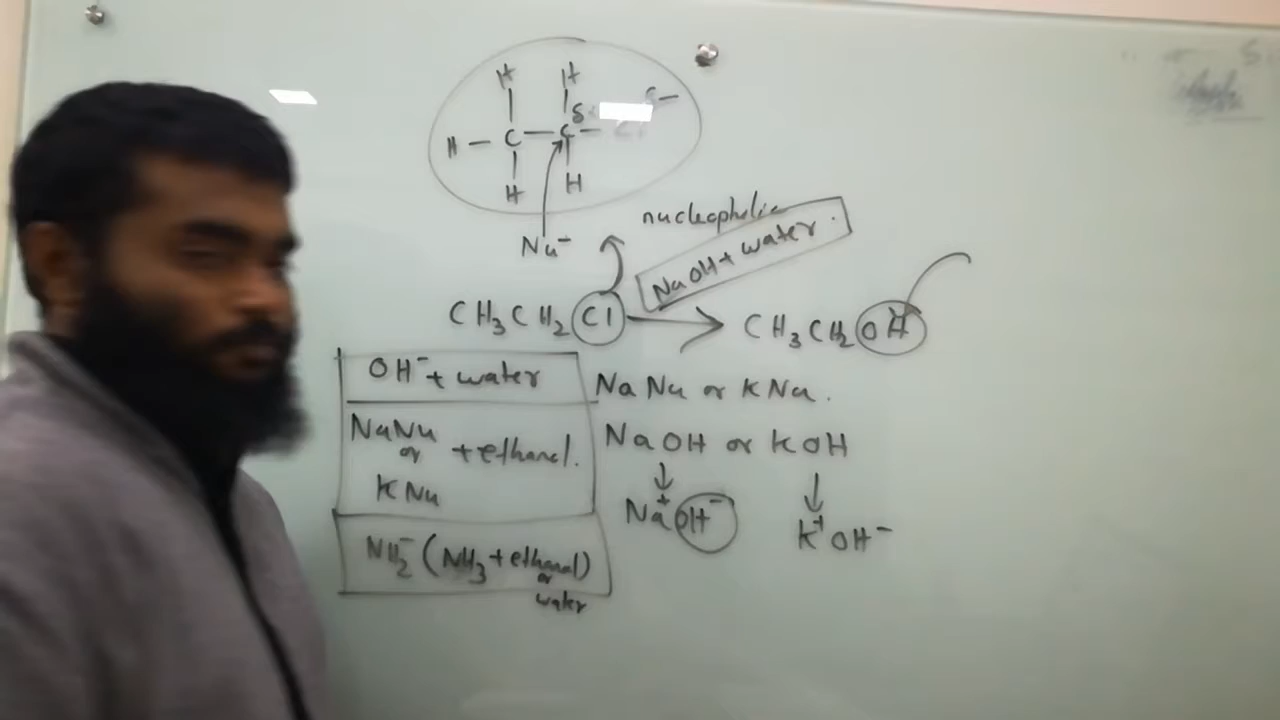 H H
H – C – C – Cl
δ δ–
H H
Nu⁻
nucleophilic
NaOH + water.
CH₃CH₂Cl → CH₃CH₂OH
OH⁻ + water
NaNu or KNu + ethanol.
NH₂⁻ (NH₃ + ethanol or water)
NaNu or KNu.
NaOH or KOH
Na⁺OH⁻ K⁺OH⁻